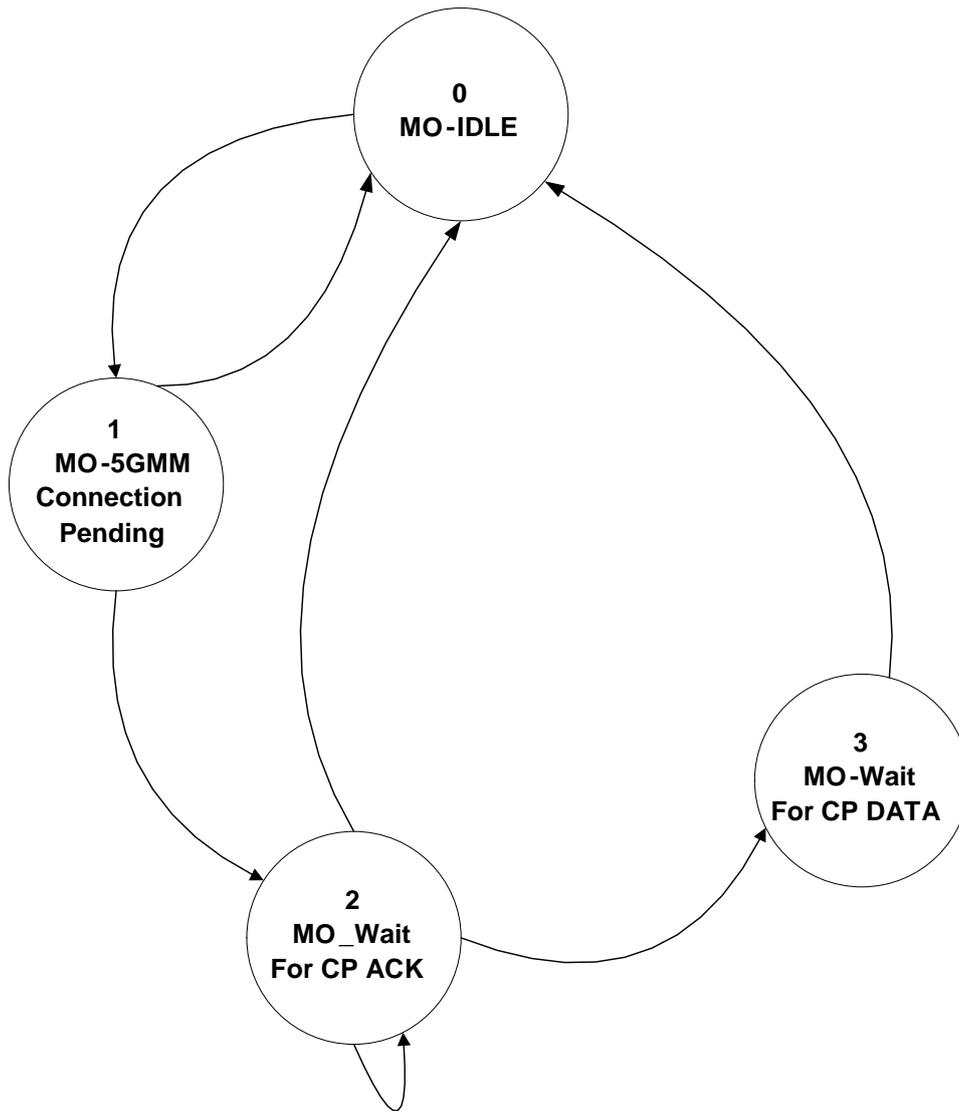 0
MO-IDLE
1
MO-5GMM
Connection
Pending
3
MO-Wait
For CP DATA
2
MO_Wait
For CP ACK